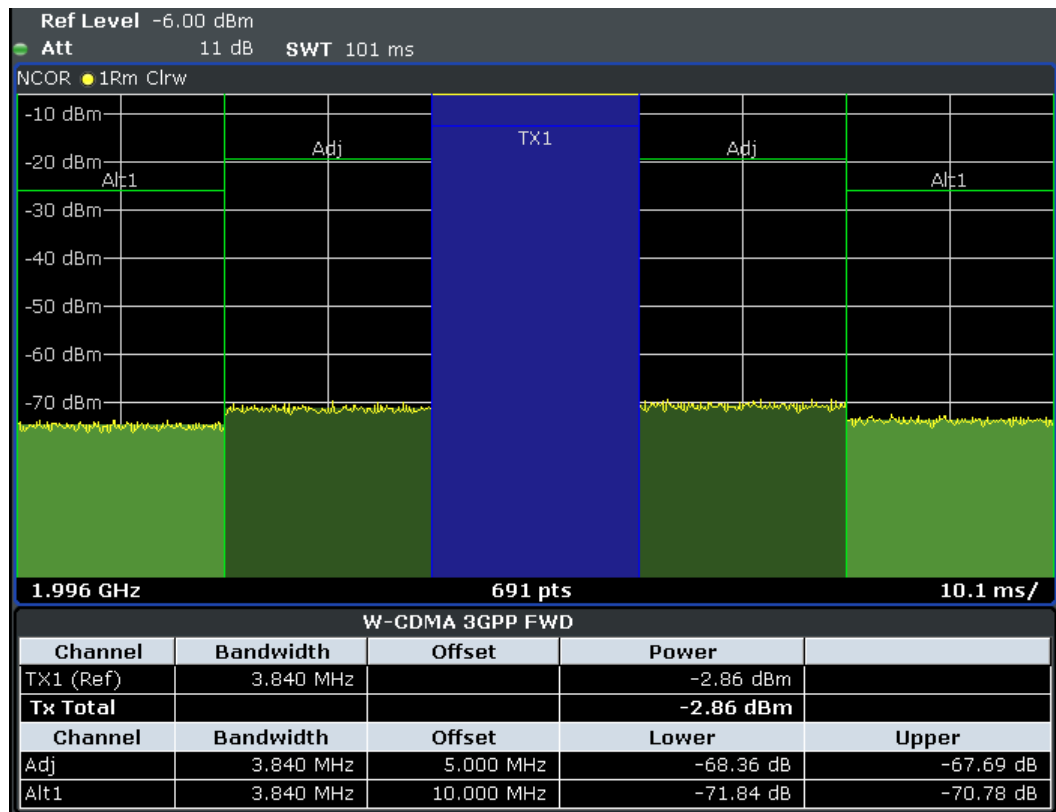 Ref Level -6.00 dBm
Att 11 dB SWT 101 ms
NCOR 1Rm Clrw
-10 dBm
TX1
Adj Adj
-20 dBm
Alt1 Alt1
-30 dBm
-40 dBm
-50 dBm
-60 dBm
-70 dBm
1.996 GHz 691 pts 10.1 ms/
W-CDMA 3GPP FWD
Channel Bandwidth Offset Power
TX1 (Ref) 3.840 MHz -2.86 dBm
Tx Total -2.86 dBm
Channel Bandwidth Offset Lower Upper
Adj 3.840 MHz 5.000 MHz -68.36 dB -67.69 dB
Alt1 3.840 MHz 10.000 MHz -71.84 dB -70.78 dB